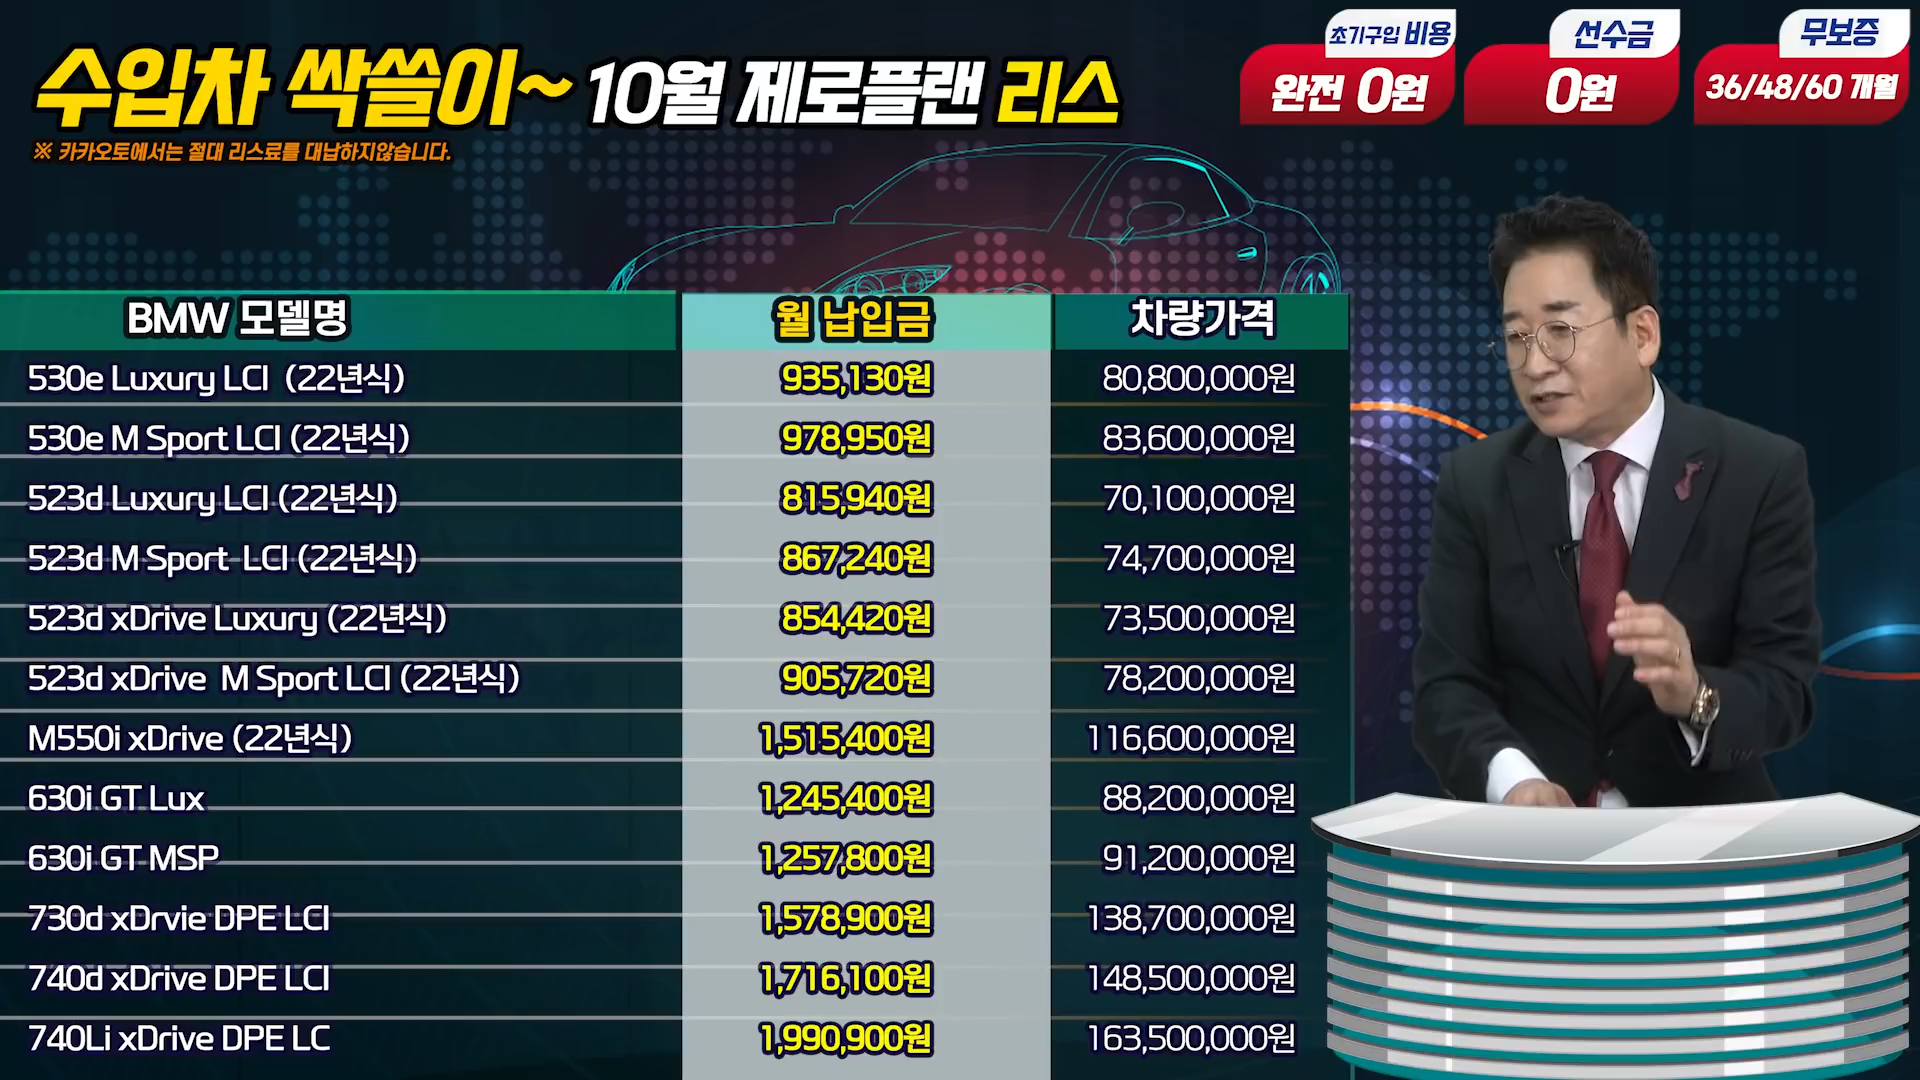 수입차 싹쓸이~ 10월 제로플랜 리스
※ 카카오토에서는 절대 리스료를 대납하지않습니다.
초기구입 비용
완전 0원
선수금
0원
무보증
36/48/60 개월
BMW 모델명 월 납입금 차량가격
530e Luxury LCI (22년식) 935,130원 80,800,000원
530e M Sport LCI (22년식) 978,950원 83,600,000원
523d Luxury LCI (22년식) 815,940원 70,100,000원
523d M Sport LCI (22년식) 867,240원 74,700,000원
523d xDrive Luxury (22년식) 854,420원 73,500,000원
523d xDrive M Sport LCI (22년식) 905,720원 78,200,000원
M550i xDrive (22년식) 1,515,400원 116,600,000원
630i GT Lux 1,245,400원 88,200,000원
630i GT MSP 1,257,800원 91,200,000원
730d xDrvie DPE LCI 1,578,900원 138,700,000원
740d xDrive DPE LCI 1,716,100원 148,500,000원
740Li xDrive DPE LC 1,990,900원 163,500,000원